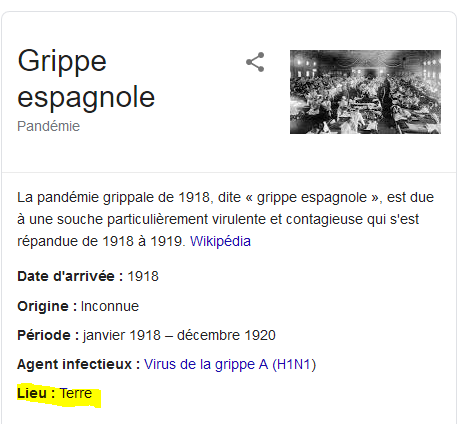 Grippe
espagnole
Pandémie
La pandémie grippale de 1918, dite « grippe espagnole », est due
à une souche particulièrement virulente et contagieuse qui s'est
répandue de 1918 à 1919. Wikipédia
Date d'arrivée : 1918
Origine : Inconnue
Période : janvier 1918 – décembre 1920
Agent infectieux : Virus de la grippe A (H1N1)
Lieu : Terre